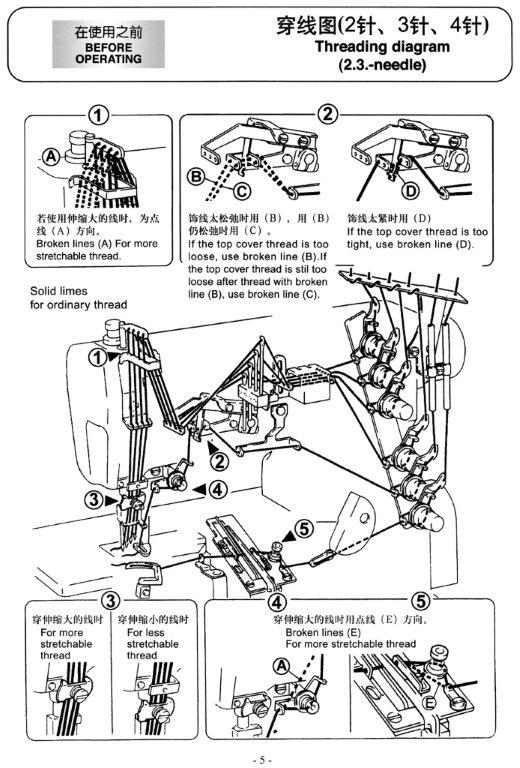 在使用之前
BEFORE
OPERATING
穿线图(2针、3针、4针)
Threading diagram
(2.3.-needle)
①
A
若使用伸缩大的线时，为点
线（A）方向。
Broken lines (A) For more
stretchable thread.
②
B
C
D
饰线太松弛时用（B），用（B）
仍松弛时用（C）。
If the top cover thread is too
loose, use broken line (B).If
the top cover thread is stil too
loose after thread with broken
line (B), use broken line (C).
饰线太紧时用（D）
If the top cover thread is too
tight, use broken line (D).
Solid limes
for ordinary thread
①
②
③
④
⑤
③
穿伸缩大的线时
For more
stretchable
thread
穿伸缩小的线时
For less
stretchable
thread
④
⑤
穿伸缩大的线时用点线（E）方向。
Broken lines (E)
For more stretchable thread
A
E
- 5 -